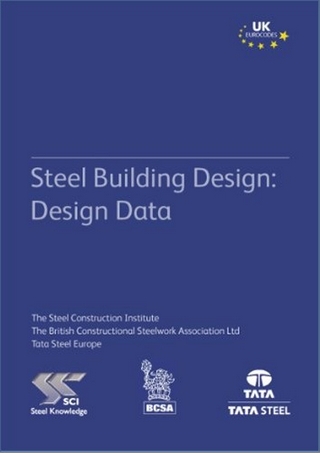 UK
EUROCODES
Steel Building Design:
Design Data
The Steel Construction Institute
The British Constructional Steelwork Association Ltd
Tata Steel Europe
SCI
Steel Knowledge
BCSA
TATA
TATA STEEL